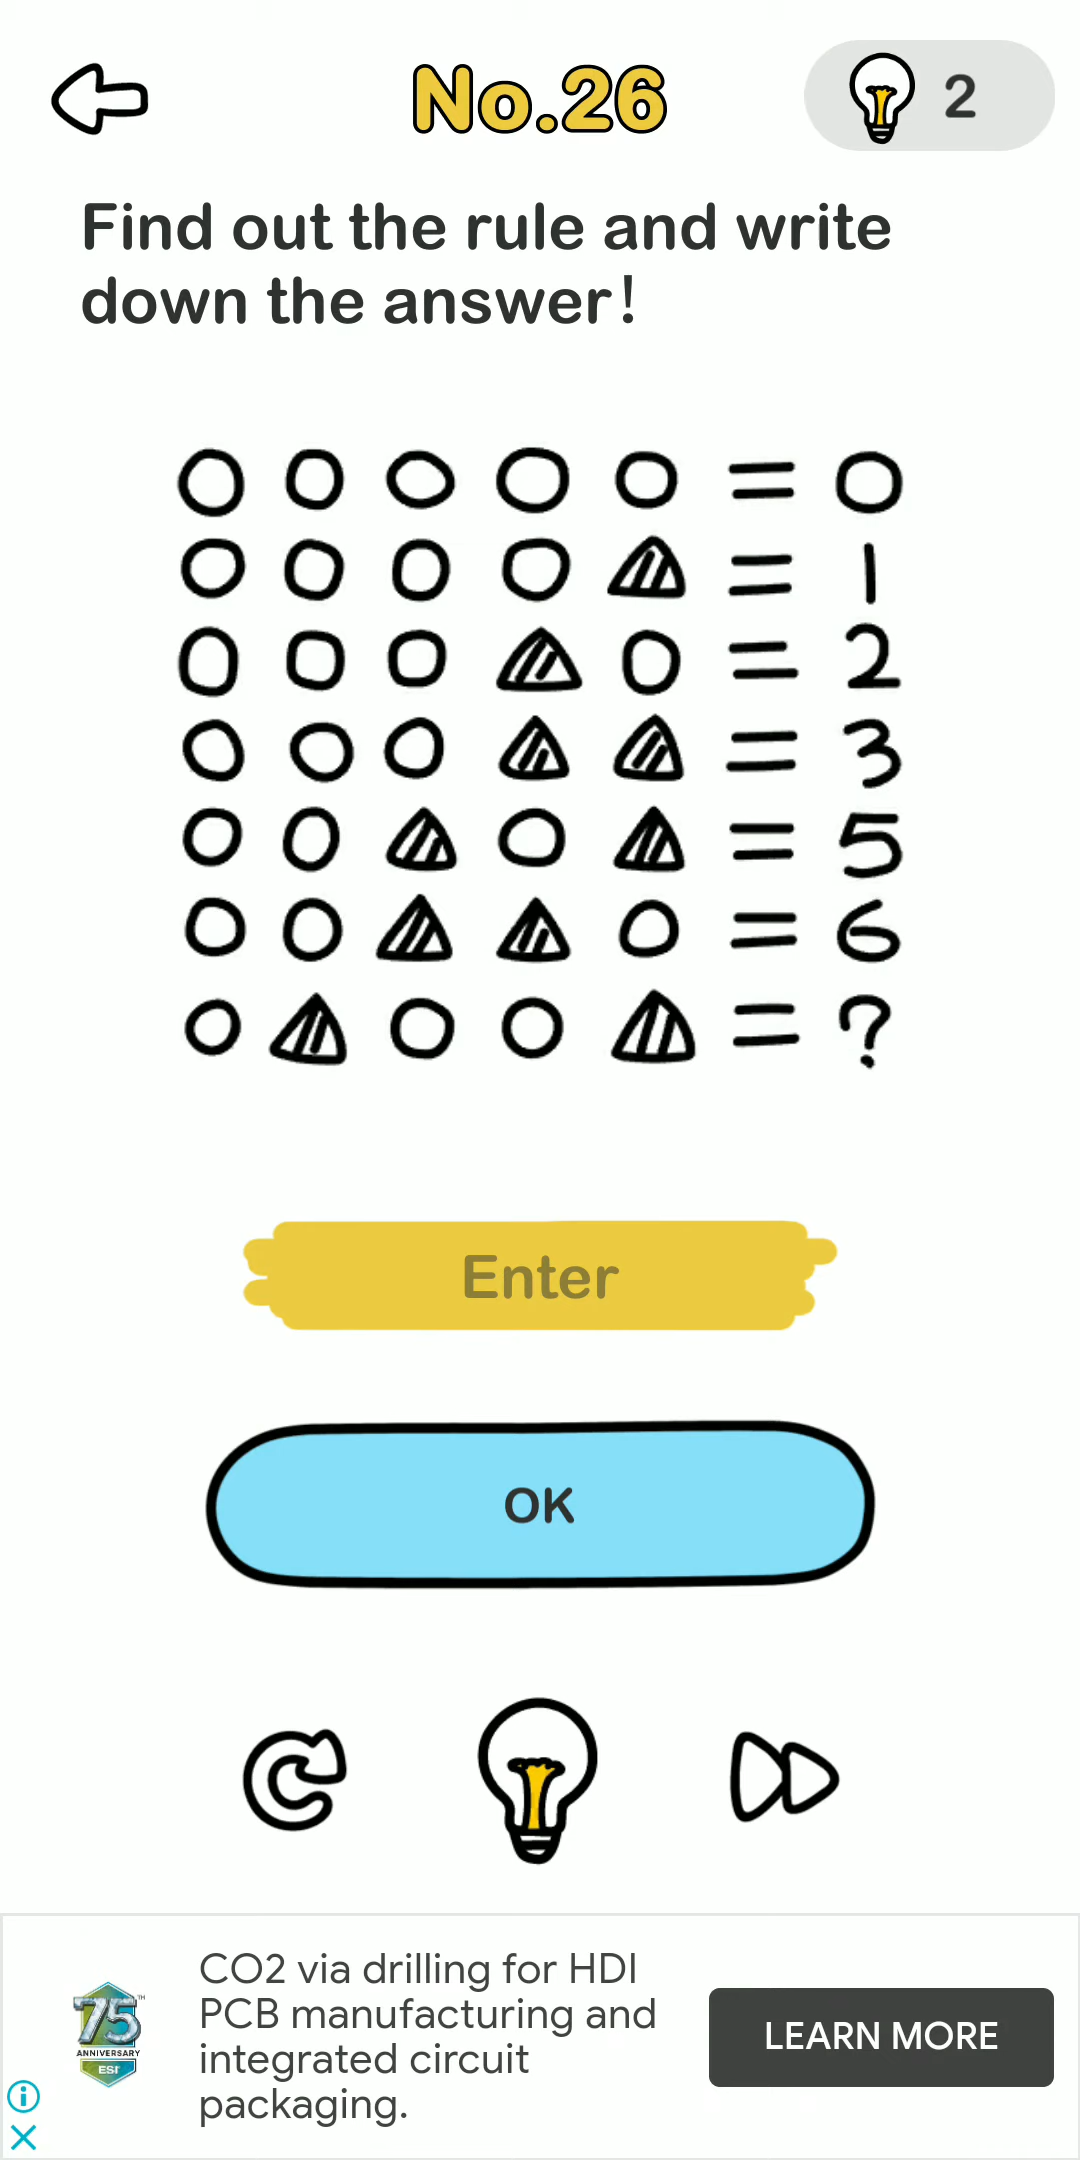 No.26
2
Find out the rule and write
down the answer!
O O O O O = 0
O O O O △ = 1
O O O △ O = 2
O O O △ △ = 3
O O △ O △ = 5
O O △ △ O = 6
O △ O O △ = ?
Enter
OK
75™
ANNIVERSARY
ESI
CO2 via drilling for HDI
PCB manufacturing and
integrated circuit
packaging.
LEARN MORE